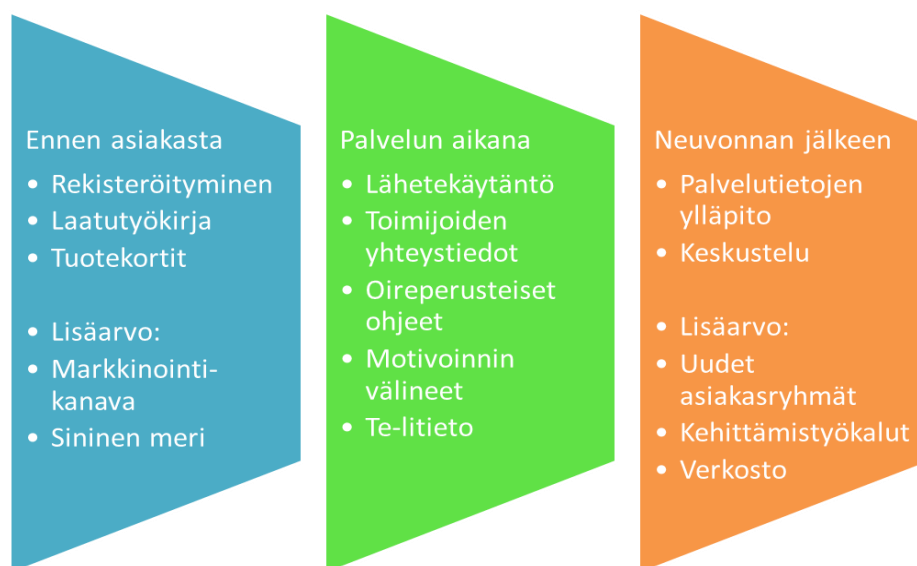 Ennen asiakasta
• Rekisteröityminen
• Laatutyökirja
• Tuotekortit
• Lisäarvo:
• Markkinointi-
kanava
• Sininen meri
Palvelun aikana
• Lähetekäytäntö
• Toimijoiden
yhteystiedot
• Oireperusteiset
ohjeet
• Motivoinnin
välineet
• Te-litieto
Neuvonnan jälkeen
• Palvelutietojen
ylläpito
• Keskustelu
• Lisäarvo:
• Uudet
asiakasryhmät
• Kehittämistyökalut
• Verkosto